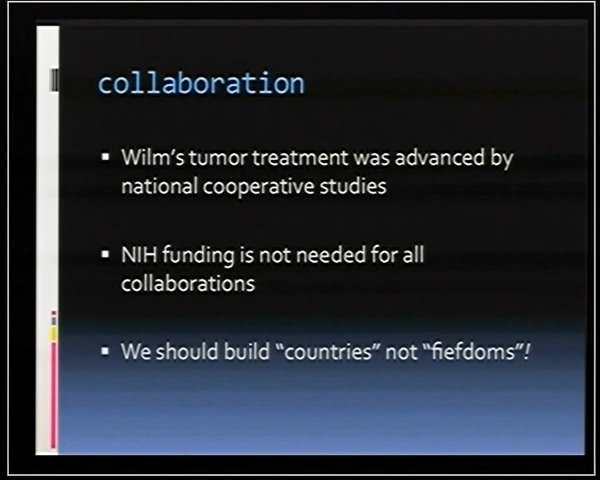 collaboration
▪ Wilm's tumor treatment was advanced by
national cooperative studies
▪ NIH funding is not needed for all
collaborations
▪ We should build “countries” not “fiefdoms”!